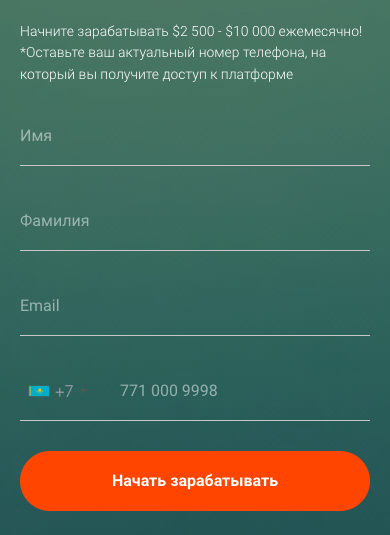 Начните зарабатывать $2 500 - $10 000 ежемесячно!
*Оставьте ваш актуальный номер телефона, на
который вы получите доступ к платформе
Имя
Фамилия
Email
+7 771 000 9998
Начать зарабатывать